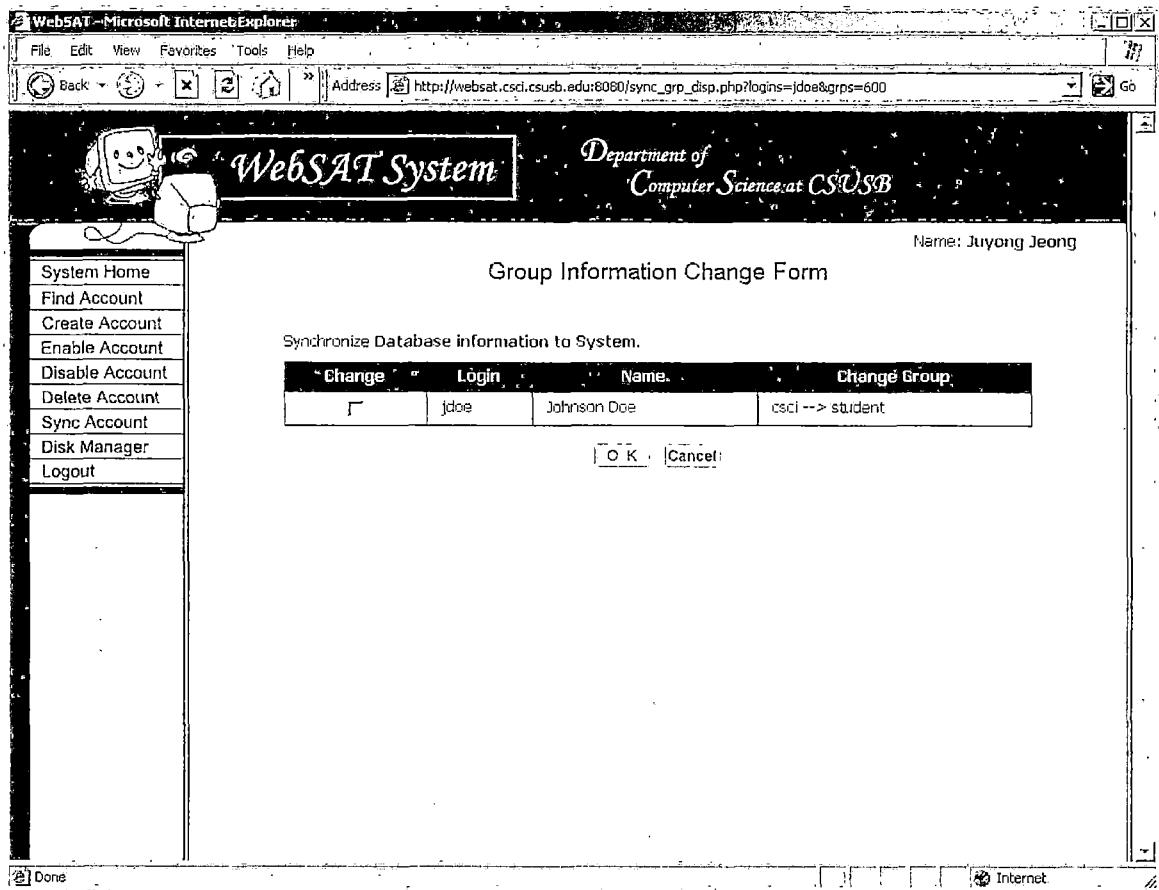 WebSAT - Microsoft Internet Explorer
File Edit View Favorites Tools Help
Back Address http://websat.csci.csusb.edu:8080/sync_grp_disp.php?logins=jdoe&grps=600 Go
WebSAT System
Department of
Computer Science at CSUSB
Name: Juyong Jeong
System Home
Find Account
Create Account
Enable Account
Disable Account
Delete Account
Sync Account
Disk Manager
Logout
Group Information Change Form
Synchronize Database information to System.
Change Login Name Change Group
jdoe Johnson Doe csci --> student
O K Cancel
Done Internet